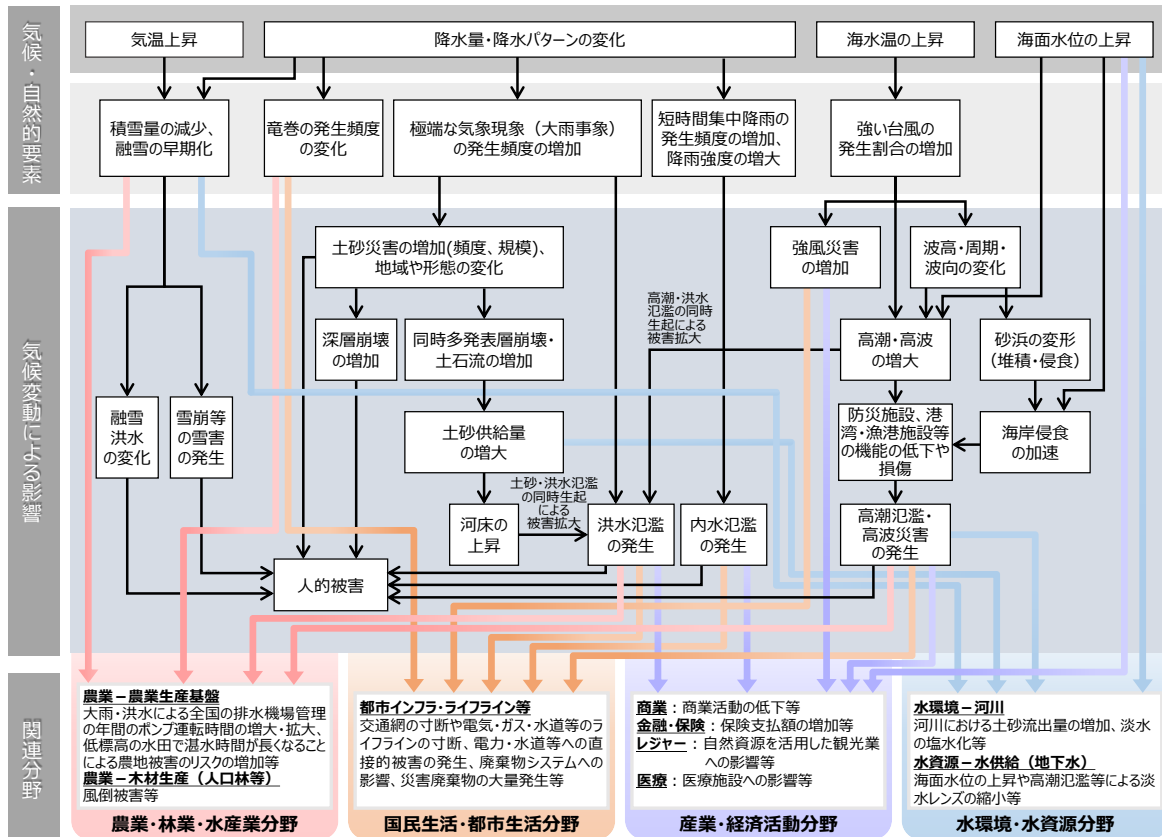 気候・自然的要素
気温上昇
降水量・降水パターンの変化
海水温の上昇
海面水位の上昇
積雪量の減少、
融雪の早期化
竜巻の発生頻度
の変化
極端な気象現象（大雨事象）
の発生頻度の増加
短時間集中降雨の
発生頻度の増加、
降雨強度の増大
強い台風の
発生割合の増加
気候変動による影響
土砂災害の増加(頻度、規模)、
地域や形態の変化
強風災害
の増加
波高・周期・
波向の変化
深層崩壊
の増加
同時多発表層崩壊・
土石流の増加
高潮・洪水
氾濫の同時
生起による
被害拡大
高潮・高波
の増大
砂浜の変形
（堆積・侵食）
融雪
洪水
の変化
雪崩等
の雪害
の発生
土砂供給量
の増大
防災施設、港
湾・漁港施設等
の機能の低下や
損傷
海岸侵食
の加速
土砂・洪水氾濫
の同時生起
による
被害拡大
河床の
上昇
洪水氾濫
の発生
内水氾濫
の発生
高潮氾濫・
高波災害
の発生
人的被害
関連分野
農業－農業生産基盤
大雨・洪水による全国の排水機場管理
の年間のポンプ運転時間の増大・拡大、
低標高の水田で湛水時間が長くなること
による農地被害のリスクの増加等
農業－木材生産（人口林等）
風倒被害等
農業・林業・水産業分野
都市インフラ・ライフライン等
交通網の寸断や電気・ガス・水道等のラ
イフラインの寸断、電力・水道等への直
接的被害の発生、廃棄物システムへの
影響、災害廃棄物の大量発生等
国民生活・都市生活分野
商業：商業活動の低下等
金融・保険：保険支払額の増加等
レジャー：自然資源を活用した観光業
への影響等
医療：医療施設への影響等
産業・経済活動分野
水環境－河川
河川における土砂流出量の増加、淡水
の塩水化等
水資源－水供給（地下水）
海面水位の上昇や高潮氾濫等による淡
水レンズの縮小等
水環境・水資源分野